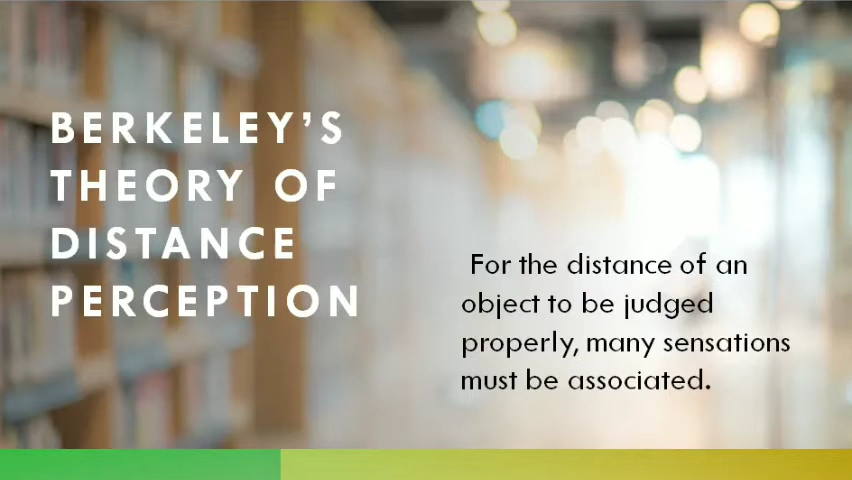 BERKELEY’S
THEORY OF
DISTANCE
PERCEPTION
For the distance of an
object to be judged
properly, many sensations
must be associated.